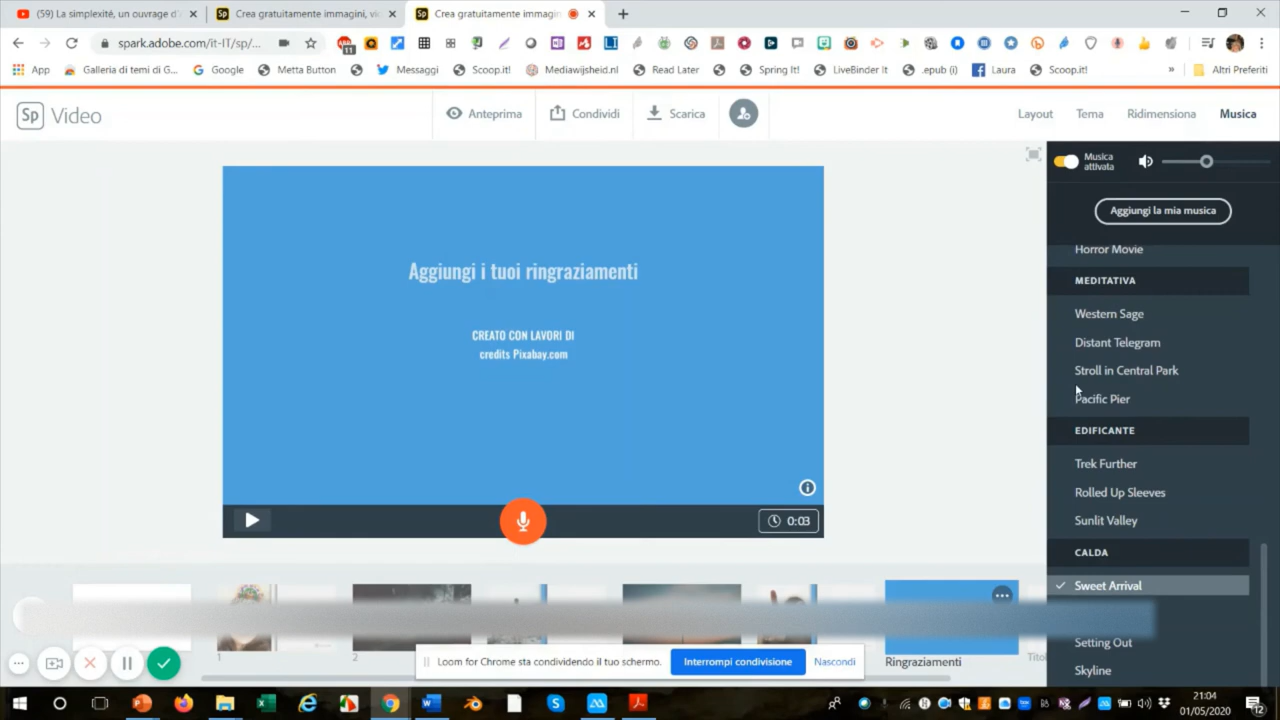 (59) La simplexité, un ouvrage d'
Crea gratuitamente immagini, vi
Crea gratuitamente immagin
spark.adobe.com/it-IT/sp/...
11
App
Galleria di temi di G...
Google
Metta Button
Messaggi
Scoop.it!
Mediawijsheid.nl
Read Later
Spring It!
LiveBinder It
.epub (i)
Laura
Scoop.it!
»
Altri Preferiti
Sp Video
Anteprima
Condividi
Scarica
Layout
Tema
Ridimensiona
Musica
Musica
attivata
Aggiungi la mia musica
Horror Movie
MEDITATIVA
Western Sage
Distant Telegram
Stroll in Central Park
Pacific Pier
EDIFICANTE
Trek Further
Rolled Up Sleeves
Sunlit Valley
CALDA
Sweet Arrival
Setting Out
Skyline
Aggiungi i tuoi ringraziamenti
CREATO CON LAVORI DI
credits Pixabay.com
0:03
1
2
Ringraziamenti
Titol
Loom for Chrome sta condividendo il tuo schermo.
Interrompi condivisione
Nascondi
21:04
01/05/2020
12